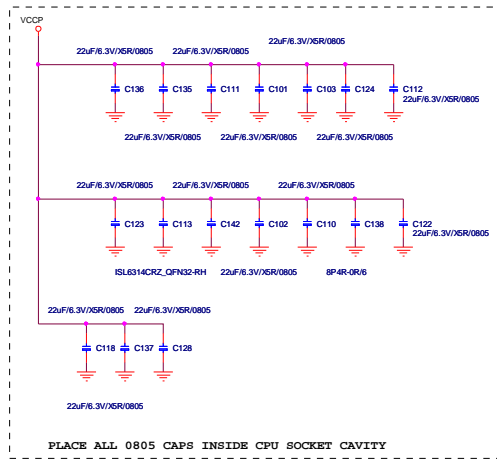 VCCP
22uF/6.3V/X5R/0805
22uF/6.3V/X5R/0805 22uF/6.3V/X5R/0805
C136 C135 C111 C101 C103 C124 C112
22uF/6.3V/X5R/0805
22uF/6.3V/X5R/0805 22uF/6.3V/X5R/0805 22uF/6.3V/X5R/0805
22uF/6.3V/X5R/0805 22uF/6.3V/X5R/0805 22uF/6.3V/X5R/0805
C123 C113 C142 C102 C110 C138 C122
22uF/6.3V/X5R/0805
ISL6314CRZ_QFN32-RH 22uF/6.3V/X5R/0805 8P4R-0R/6
22uF/6.3V/X5R/0805 22uF/6.3V/X5R/0805
C118 C137 C128
22uF/6.3V/X5R/0805
PLACE ALL 0805 CAPS INSIDE CPU SOCKET CAVITY